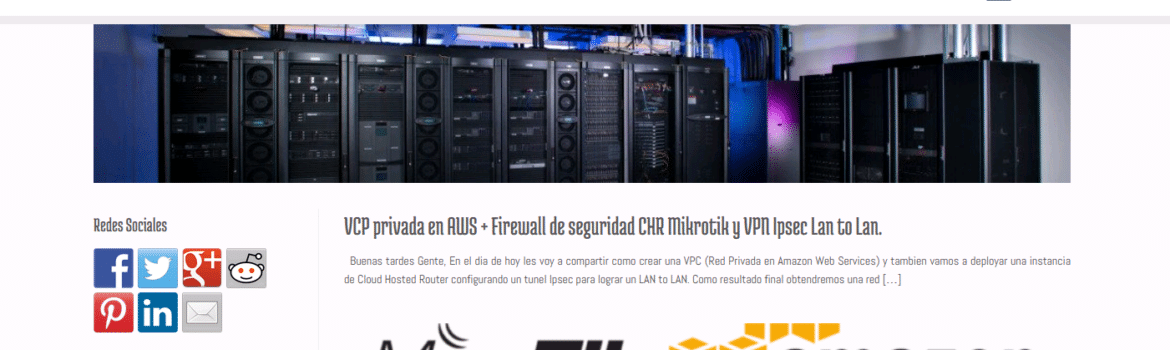 Redes Sociales
VCP privada en AWS + Firewall de seguridad CHR Mikrotik y VPN Ipsec Lan to Lan.
Buenas tardes Gente, En el dia de hoy les voy a compartir como crear una VPC (Red Privada en Amazon Web Services) y tambien vamos a deployar una instancia
de Cloud Hosted Router configurando un tunel Ipsec para lograr un LAN to LAN. Como resultado final obtendremos una red […]